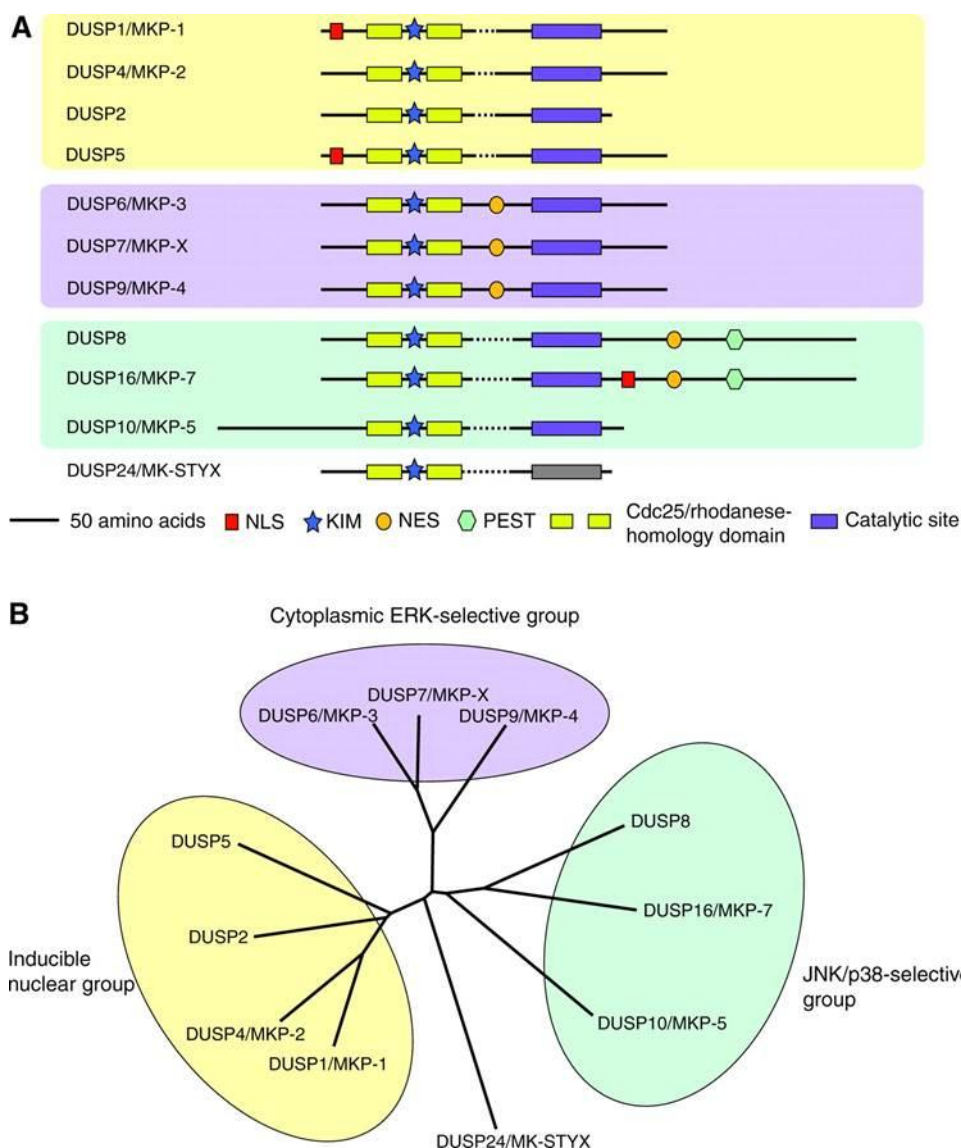 A
DUSP1/MKP-1
DUSP4/MKP-2
DUSP2
DUSP5
DUSP6/MKP-3
DUSP7/MKP-X
DUSP9/MKP-4
DUSP8
DUSP16/MKP-7
DUSP10/MKP-5
DUSP24/MK-STYX
50 amino acids NLS KIM NES PEST Cdc25/rhodanese-
homology domain Catalytic site
B
Cytoplasmic ERK-selective group
DUSP7/MKP-X
DUSP6/MKP-3 DUSP9/MKP-4
DUSP5
DUSP8
DUSP2
DUSP16/MKP-7
Inducible
nuclear group
JNK/p38-selective
group
DUSP4/MKP-2
DUSP10/MKP-5
DUSP1/MKP-1
DUSP24/MK-STYX